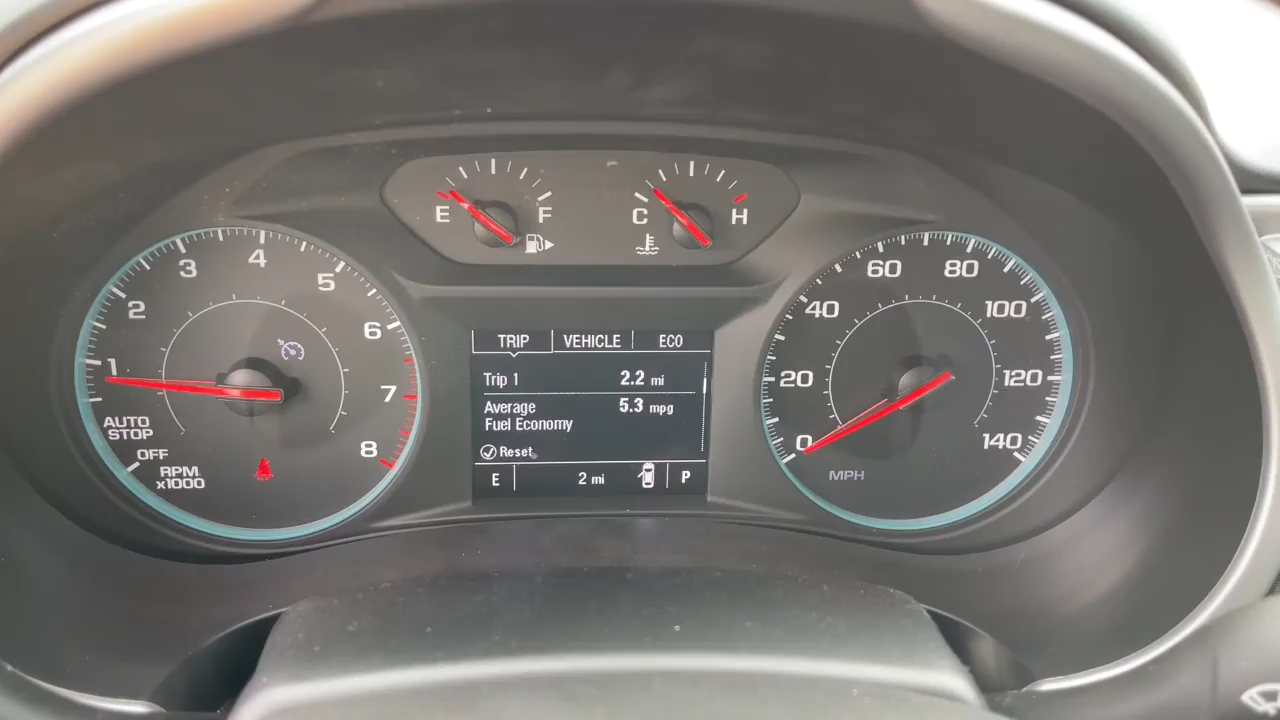 E F
C H
1 2 3 4 5 6 7 8
AUTO
STOP
OFF
RPM
x1000
TRIP VEHICLE ECO
Trip 1 2.2 mi
Average 5.3 mpg
Fuel Economy
Reset
E 2 mi P
0 20 40 60 80 100 120 140
MPH